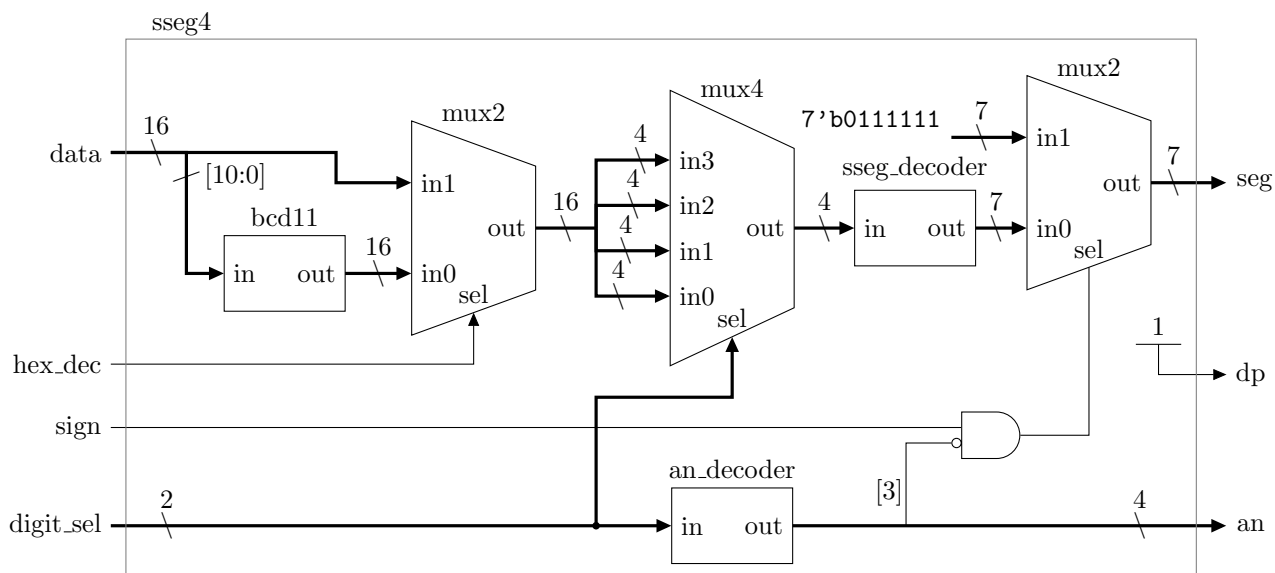 sseg4
mux2
mux2
mux4
16
7'b0111111
7
in1
data
[10:0]
in1
4
in3
sseg_decoder
out
7
seg
bcd11
16
out
4
in2
out
4
in
out
7
in0
in
out
16
in0
4
in1
sel
4
in0
sel
sel
1
hex_dec
dp
sign
an_decoder
[3]
digit_sel
2
in
out
4
an